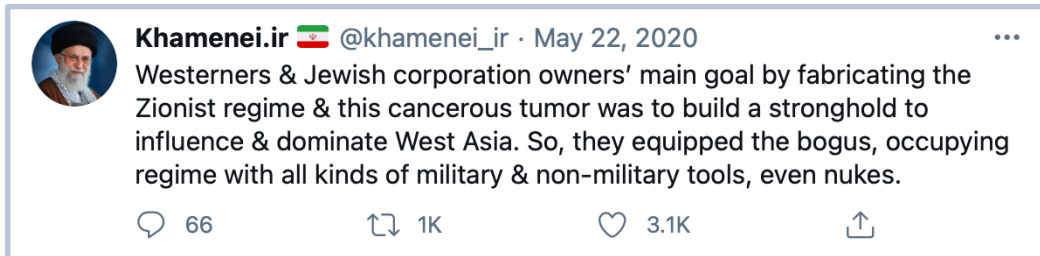 Khamenei.ir 🇮🇷 @khamenei_ir · May 22, 2020
Westerners & Jewish corporation owners’ main goal by fabricating the
Zionist regime & this cancerous tumor was to build a stronghold to
influence & dominate West Asia. So, they equipped the bogus, occupying
regime with all kinds of military & non-military tools, even nukes.
66 1K 3.1K